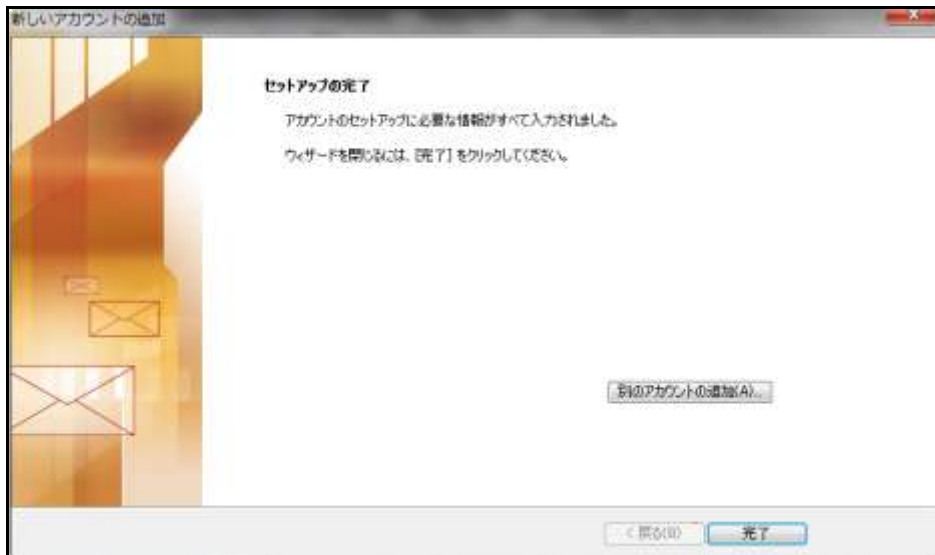 新しいアカウントの追加
セットアップの完了
アカウントのセットアップに必要な情報がすべて入力されました。
ウィザードを閉じるには、[完了] をクリックしてください。
別のアカウントの追加(A)...
< 戻る(B)
完了